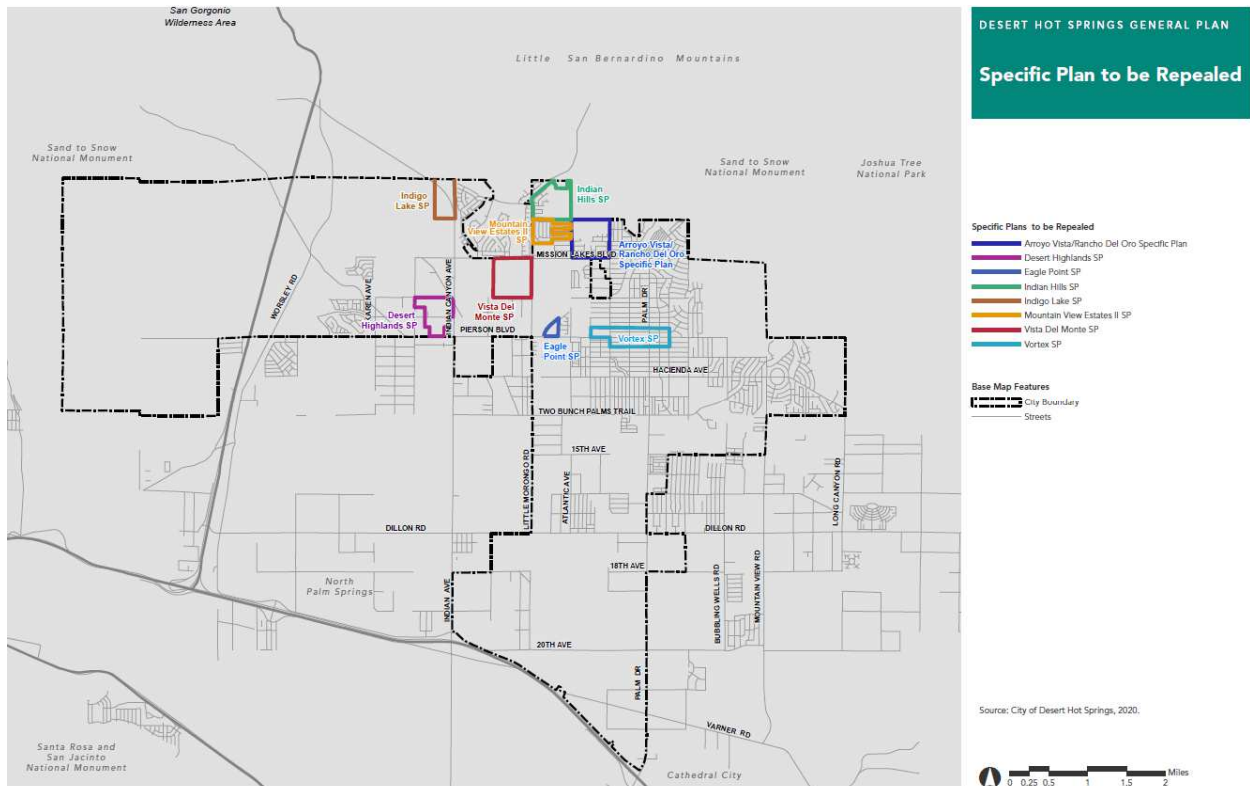 San Gorgonio
Wilderness Area
Little San Bernardino Mountains
Sand to Snow
National Monument
Sand to Snow
National Monument
Joshua Tree
National Park
Indigo
Lake SP
Indian
Hills SP
Mountain
View Estates II
SP
MISSION LAKES BLVD
Arroyo Vista/
Rancho Del Oro
Specific Plan
WORSLEY RD
KAREN AVE
INDIAN CANYON AVE
Vista Del
Monte SP
PALM DR
Desert
Highlands SP
PIERSON BLVD
Eagle
Point SP
Vortex SP
HACIENDA AVE
TWO BUNCH PALMS TRAIL
15TH AVE
LITTLE MORONGO RD
ATLANTIC AVE
LONG CANYON RD
DILLON RD
DILLON RD
18TH AVE
North
Palm Springs
INDIAN AVE
BUBBLING WELLS RD
MOUNTAIN VIEW RD
20TH AVE
PALM DR
VARNER RD
Santa Rosa and
San Jacinto
National Monument
Cathedral City
DESERT HOT SPRINGS GENERAL PLAN
Specific Plan to be Repealed
Specific Plans to be Repealed
Arroyo Vista/Rancho Del Oro Specific Plan
Desert Highlands SP
Eagle Point SP
Indian Hills SP
Indigo Lake SP
Mountain View Estates II SP
Vista Del Monte SP
Vortex SP
Base Map Features
City Boundary
Streets
Source: City of Desert Hot Springs, 2020.
Miles
0 0.25 0.5 1 1.5 2